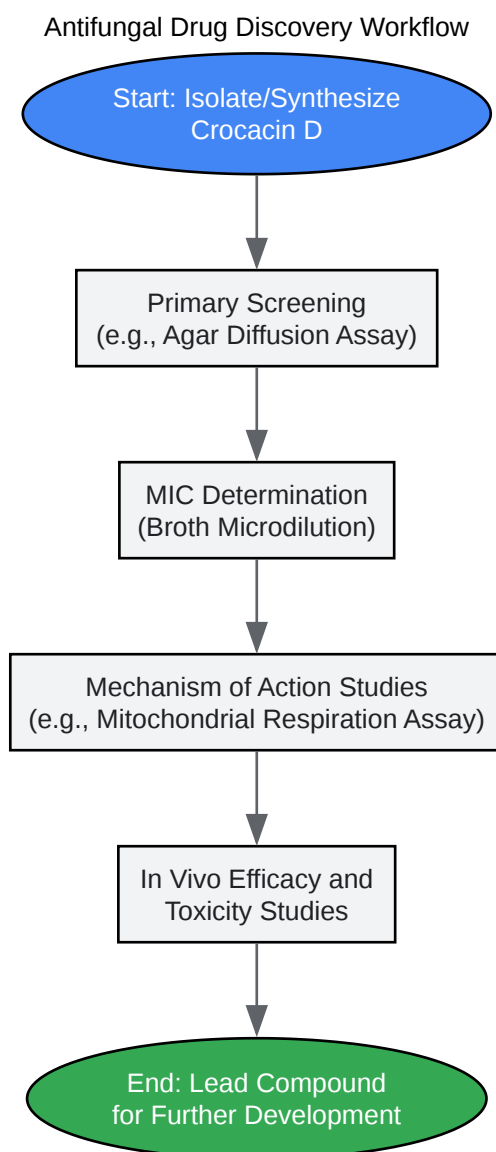 Antifungal Drug Discovery Workflow
Start: Isolate/Synthesize
Crocacin D
Primary Screening
(e.g., Agar Diffusion Assay)
MIC Determination
(Broth Microdilution)
Mechanism of Action Studies
(e.g., Mitochondrial Respiration Assay)
In Vivo Efficacy and
Toxicity Studies
End: Lead Compound
for Further Development